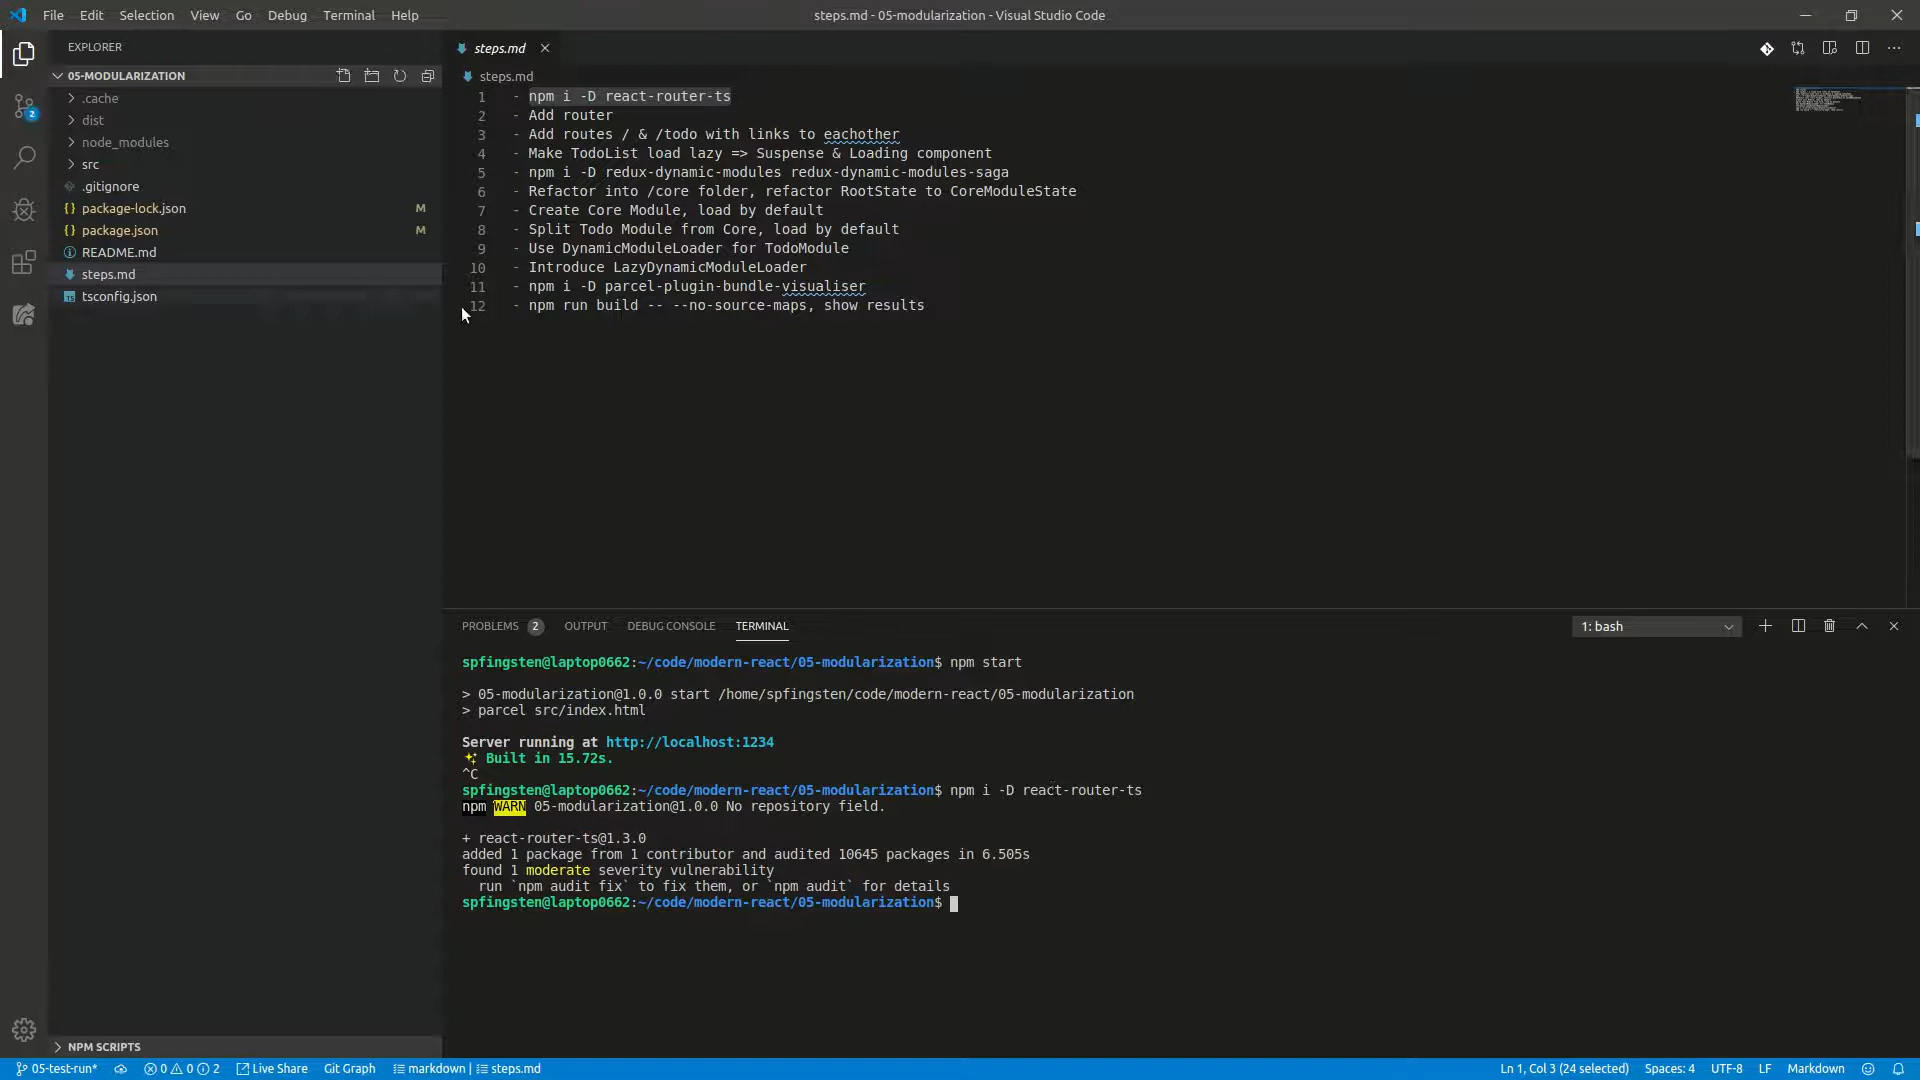 File Edit Selection View Go Debug Terminal Help
steps.md - 05-modularization - Visual Studio Code
EXPLORER
05-MODULARIZATION
.cache
dist
node_modules
src
.gitignore
package-lock.json M
package.json M
README.md
steps.md
tsconfig.json
NPM SCRIPTS
2
steps.md
steps.md
1 - npm i -D react-router-ts
2 - Add router
3 - Add routes / & /todo with links to eachother
4 - Make TodoList load lazy => Suspense & Loading component
5 - npm i -D redux-dynamic-modules redux-dynamic-modules-saga
6 - Refactor into /core folder, refactor RootState to CoreModuleState
7 - Create Core Module, load by default
8 - Split Todo Module from Core, load by default
9 - Use DynamicModuleLoader for TodoModule
10 - Introduce LazyDynamicModuleLoader
11 - npm i -D parcel-plugin-bundle-visualiser
12 - npm run build -- --no-source-maps, show results
PROBLEMS 2 OUTPUT DEBUG CONSOLE TERMINAL 1: bash
spfingsten@laptop0662:~/code/modern-react/05-modularization$ npm start
> 05-modularization@1.0.0 start /home/spfingsten/code/modern-react/05-modularization
> parcel src/index.html
Server running at http://localhost:1234
✨ Built in 15.72s.
^C
spfingsten@laptop0662:~/code/modern-react/05-modularization$ npm i -D react-router-ts
npm WARN 05-modularization@1.0.0 No repository field.
+ react-router-ts@1.3.0
added 1 package from 1 contributor and audited 10645 packages in 6.505s
found 1 moderate severity vulnerability
run `npm audit fix` to fix them, or `npm audit` for details
spfingsten@laptop0662:~/code/modern-react/05-modularization$
05-test-run* 0 0 2 Live Share Git Graph markdown | steps.md Ln 1, Col 3 (24 selected) Spaces: 4 UTF-8 LF Markdown